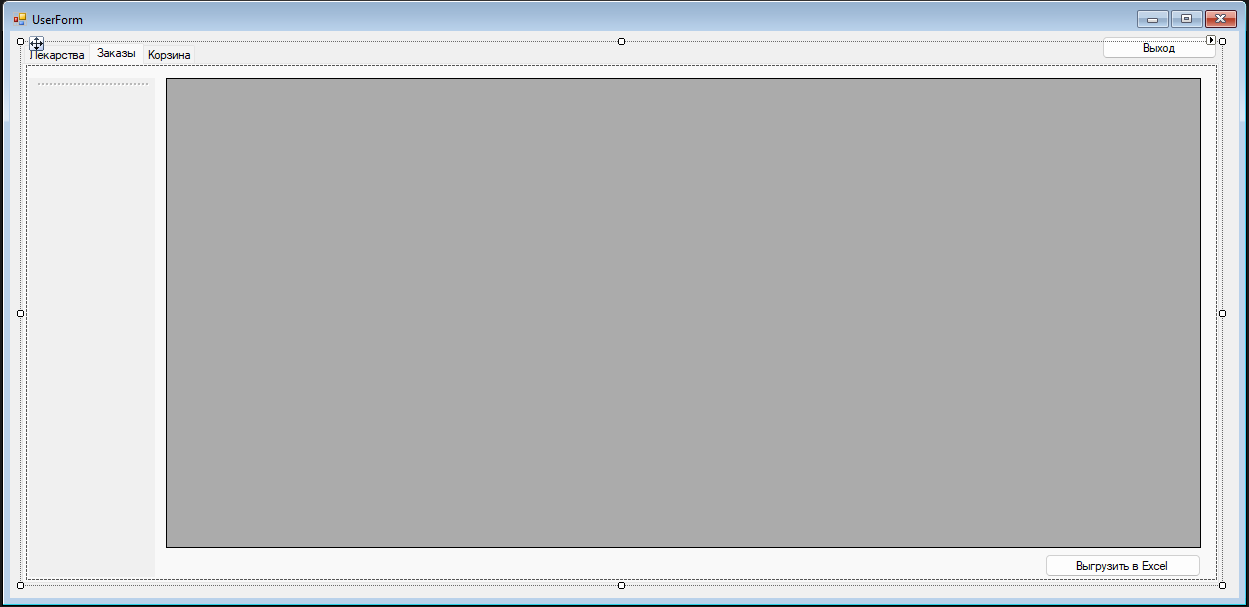 UserForm
Лекарства Заказы Корзина Выход
Выгрузить в Excel